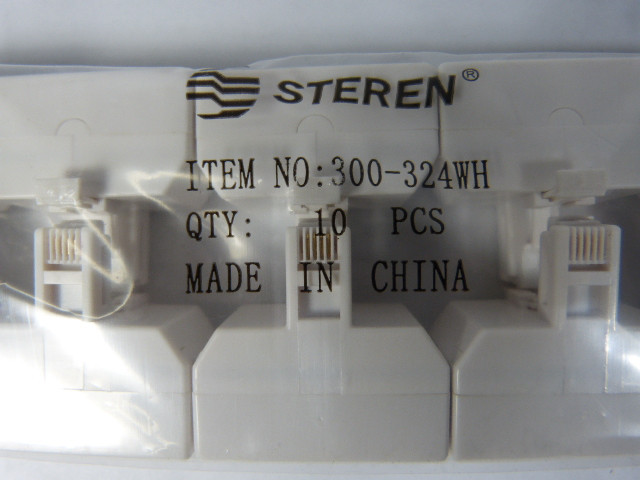 STEREN®
ITEM NO:300-324WH
QTY: 10 PCS
MADE IN CHINA